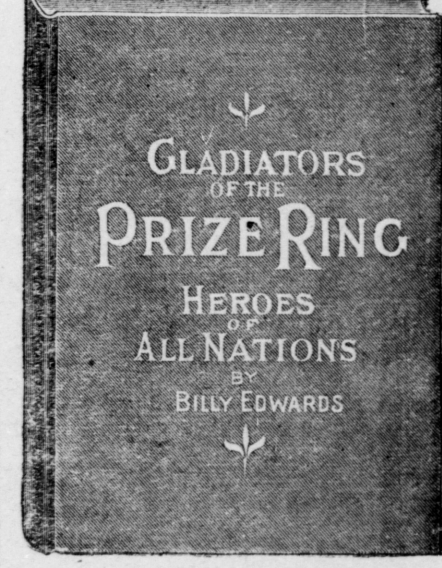 GLADIATORS
OF THE
PRIZE RING
HEROES
OF
ALL NATIONS
BY
BILLY EDWARDS